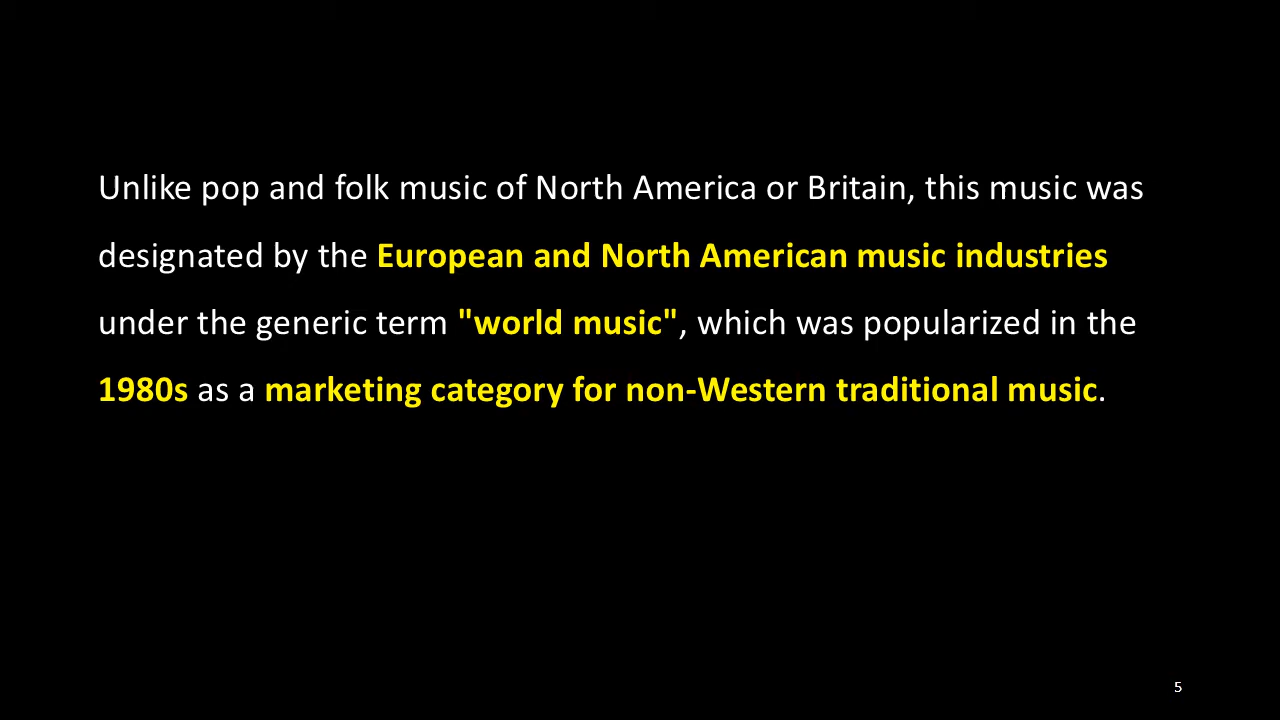 Unlike pop and folk music of North America or Britain, this music was
designated by the European and North American music industries
under the generic term "world music", which was popularized in the
1980s as a marketing category for non-Western traditional music.
5